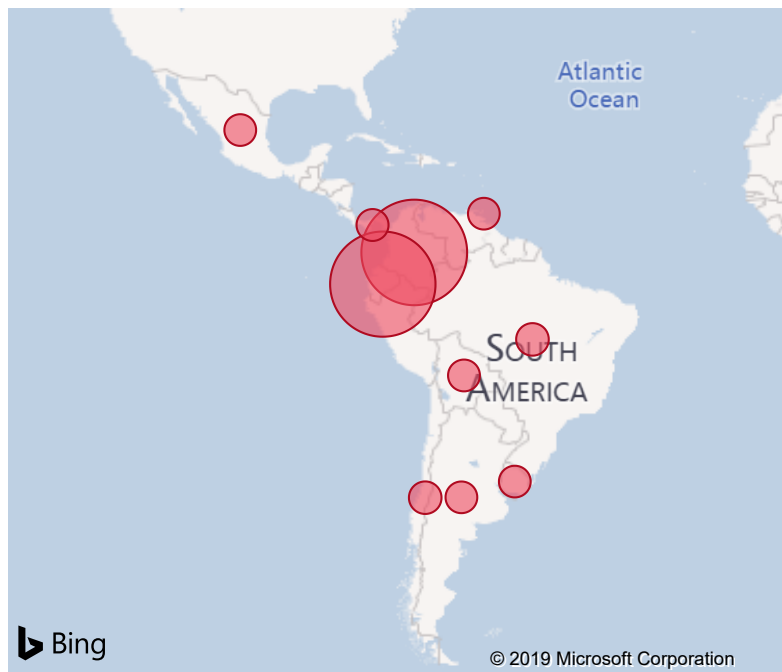 Atlantic
Ocean
SOUTH
AMERICA
Bing
© 2019 Microsoft Corporation